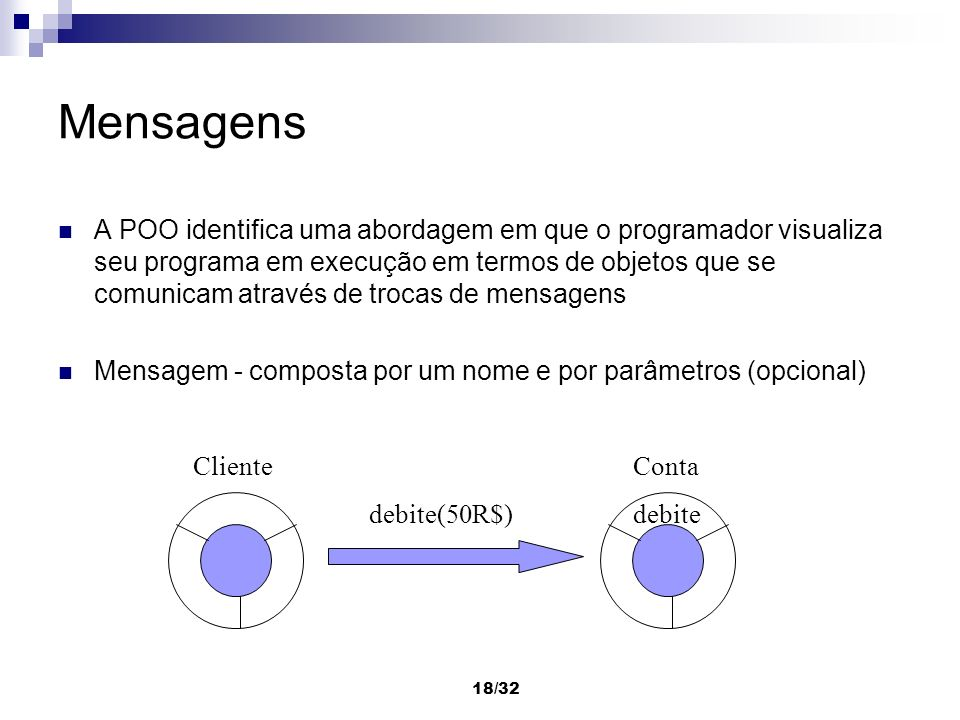 Mensagens
A POO identifica uma abordagem em que o programador visualiza
seu programa em execução em termos de objetos que se
comunicam através de trocas de mensagens
Mensagem - composta por um nome e por parâmetros (opcional)
Cliente
Conta
debite(50R$)
debite
18/32